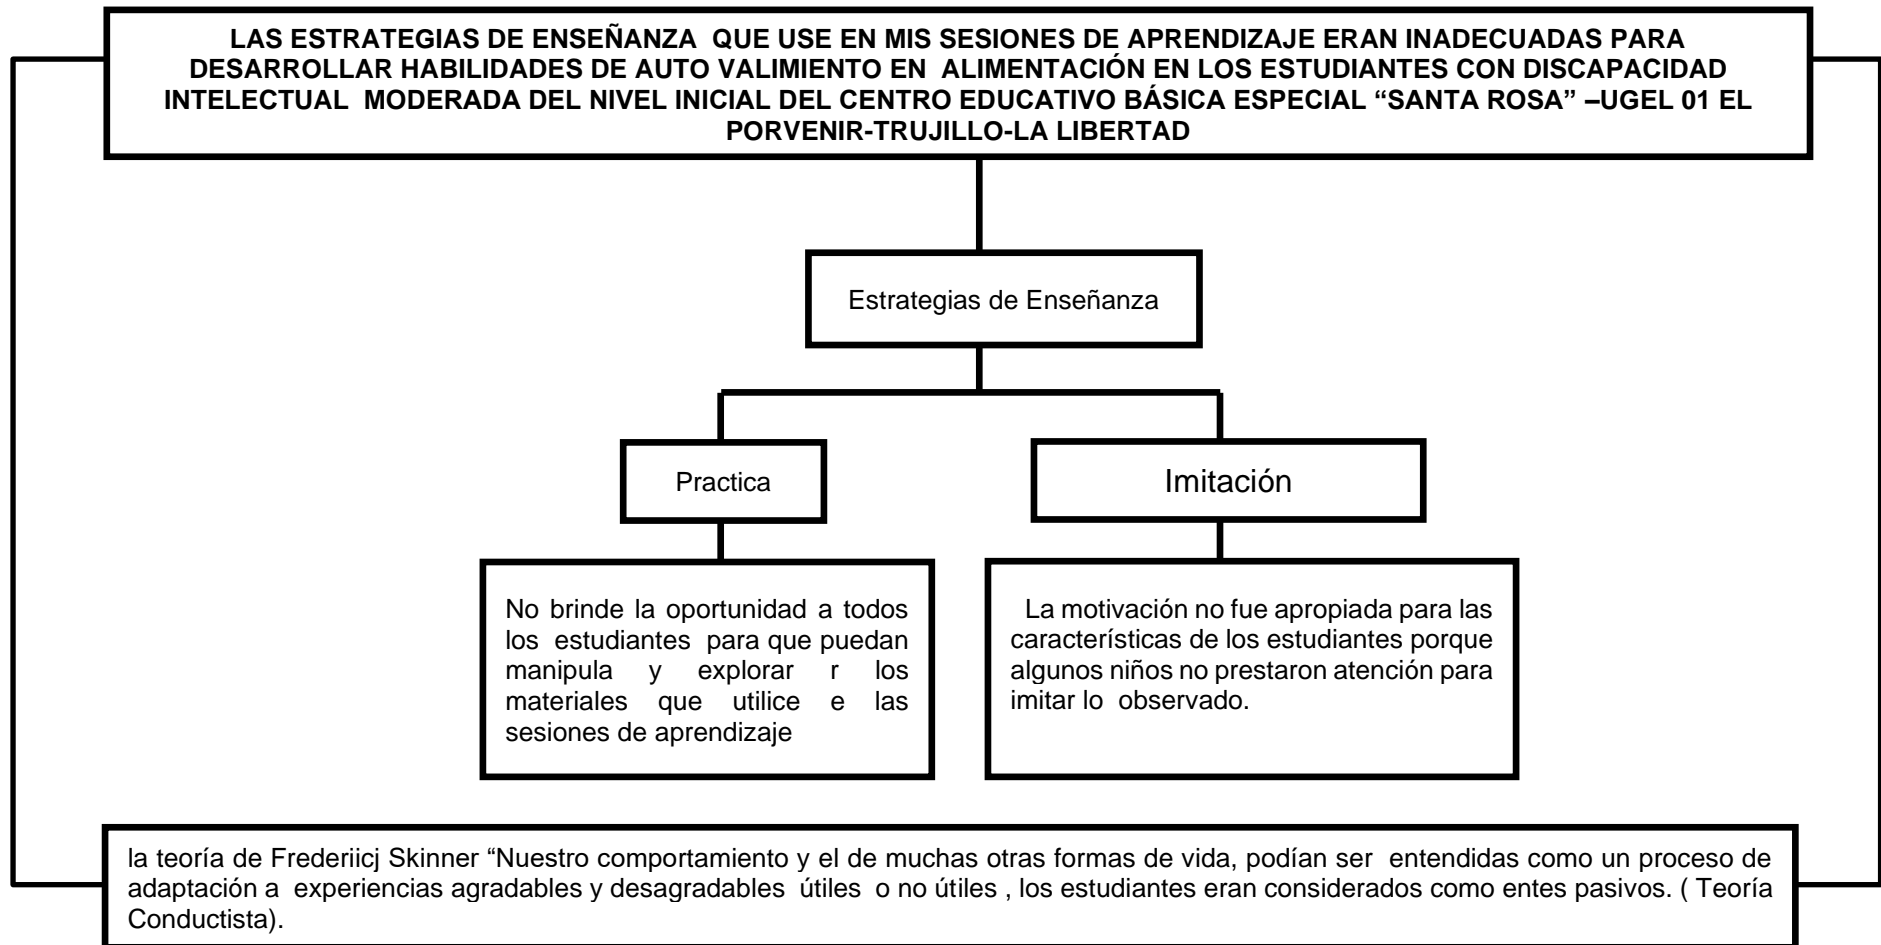 LAS ESTRATEGIAS DE ENSEÑANZA QUE USE EN MIS SESIONES DE APRENDIZAJE ERAN INADECUADAS PARA
DESARROLLAR HABILIDADES DE AUTO VALIMIENTO EN ALIMENTACIÓN EN LOS ESTUDIANTES CON DISCAPACIDAD
INTELECTUAL MODERADA DEL NIVEL INICIAL DEL CENTRO EDUCATIVO BÁSICA ESPECIAL “SANTA ROSA” –UGEL 01 EL
PORVENIR-TRUJILLO-LA LIBERTAD
Estrategias de Enseñanza
Practica
Imitación
No brinde la oportunidad a todos
los estudiantes para que puedan
manipula y explorar r los
materiales que utilice e las
sesiones de aprendizaje
La motivación no fue apropiada para las
características de los estudiantes porque
algunos niños no prestaron atención para
imitar lo observado.
la teoría de Frederiicj Skinner “Nuestro comportamiento y el de muchas otras formas de vida, podían ser entendidas como un proceso de
adaptación a experiencias agradables y desagradables útiles o no útiles , los estudiantes eran considerados como entes pasivos. ( Teoría
Conductista).